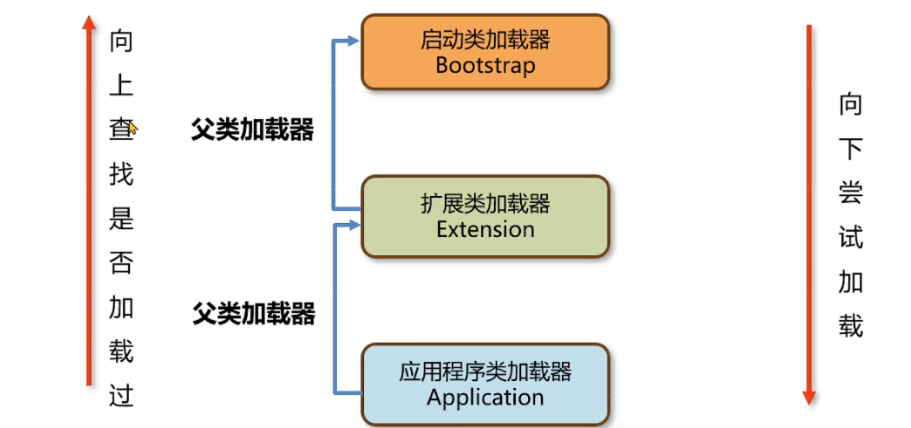 向上查找是否加载过
启动类加载器
Bootstrap
父类加载器
扩展类加载器
Extension
父类加载器
应用程序类加载器
Application
向下尝试加载